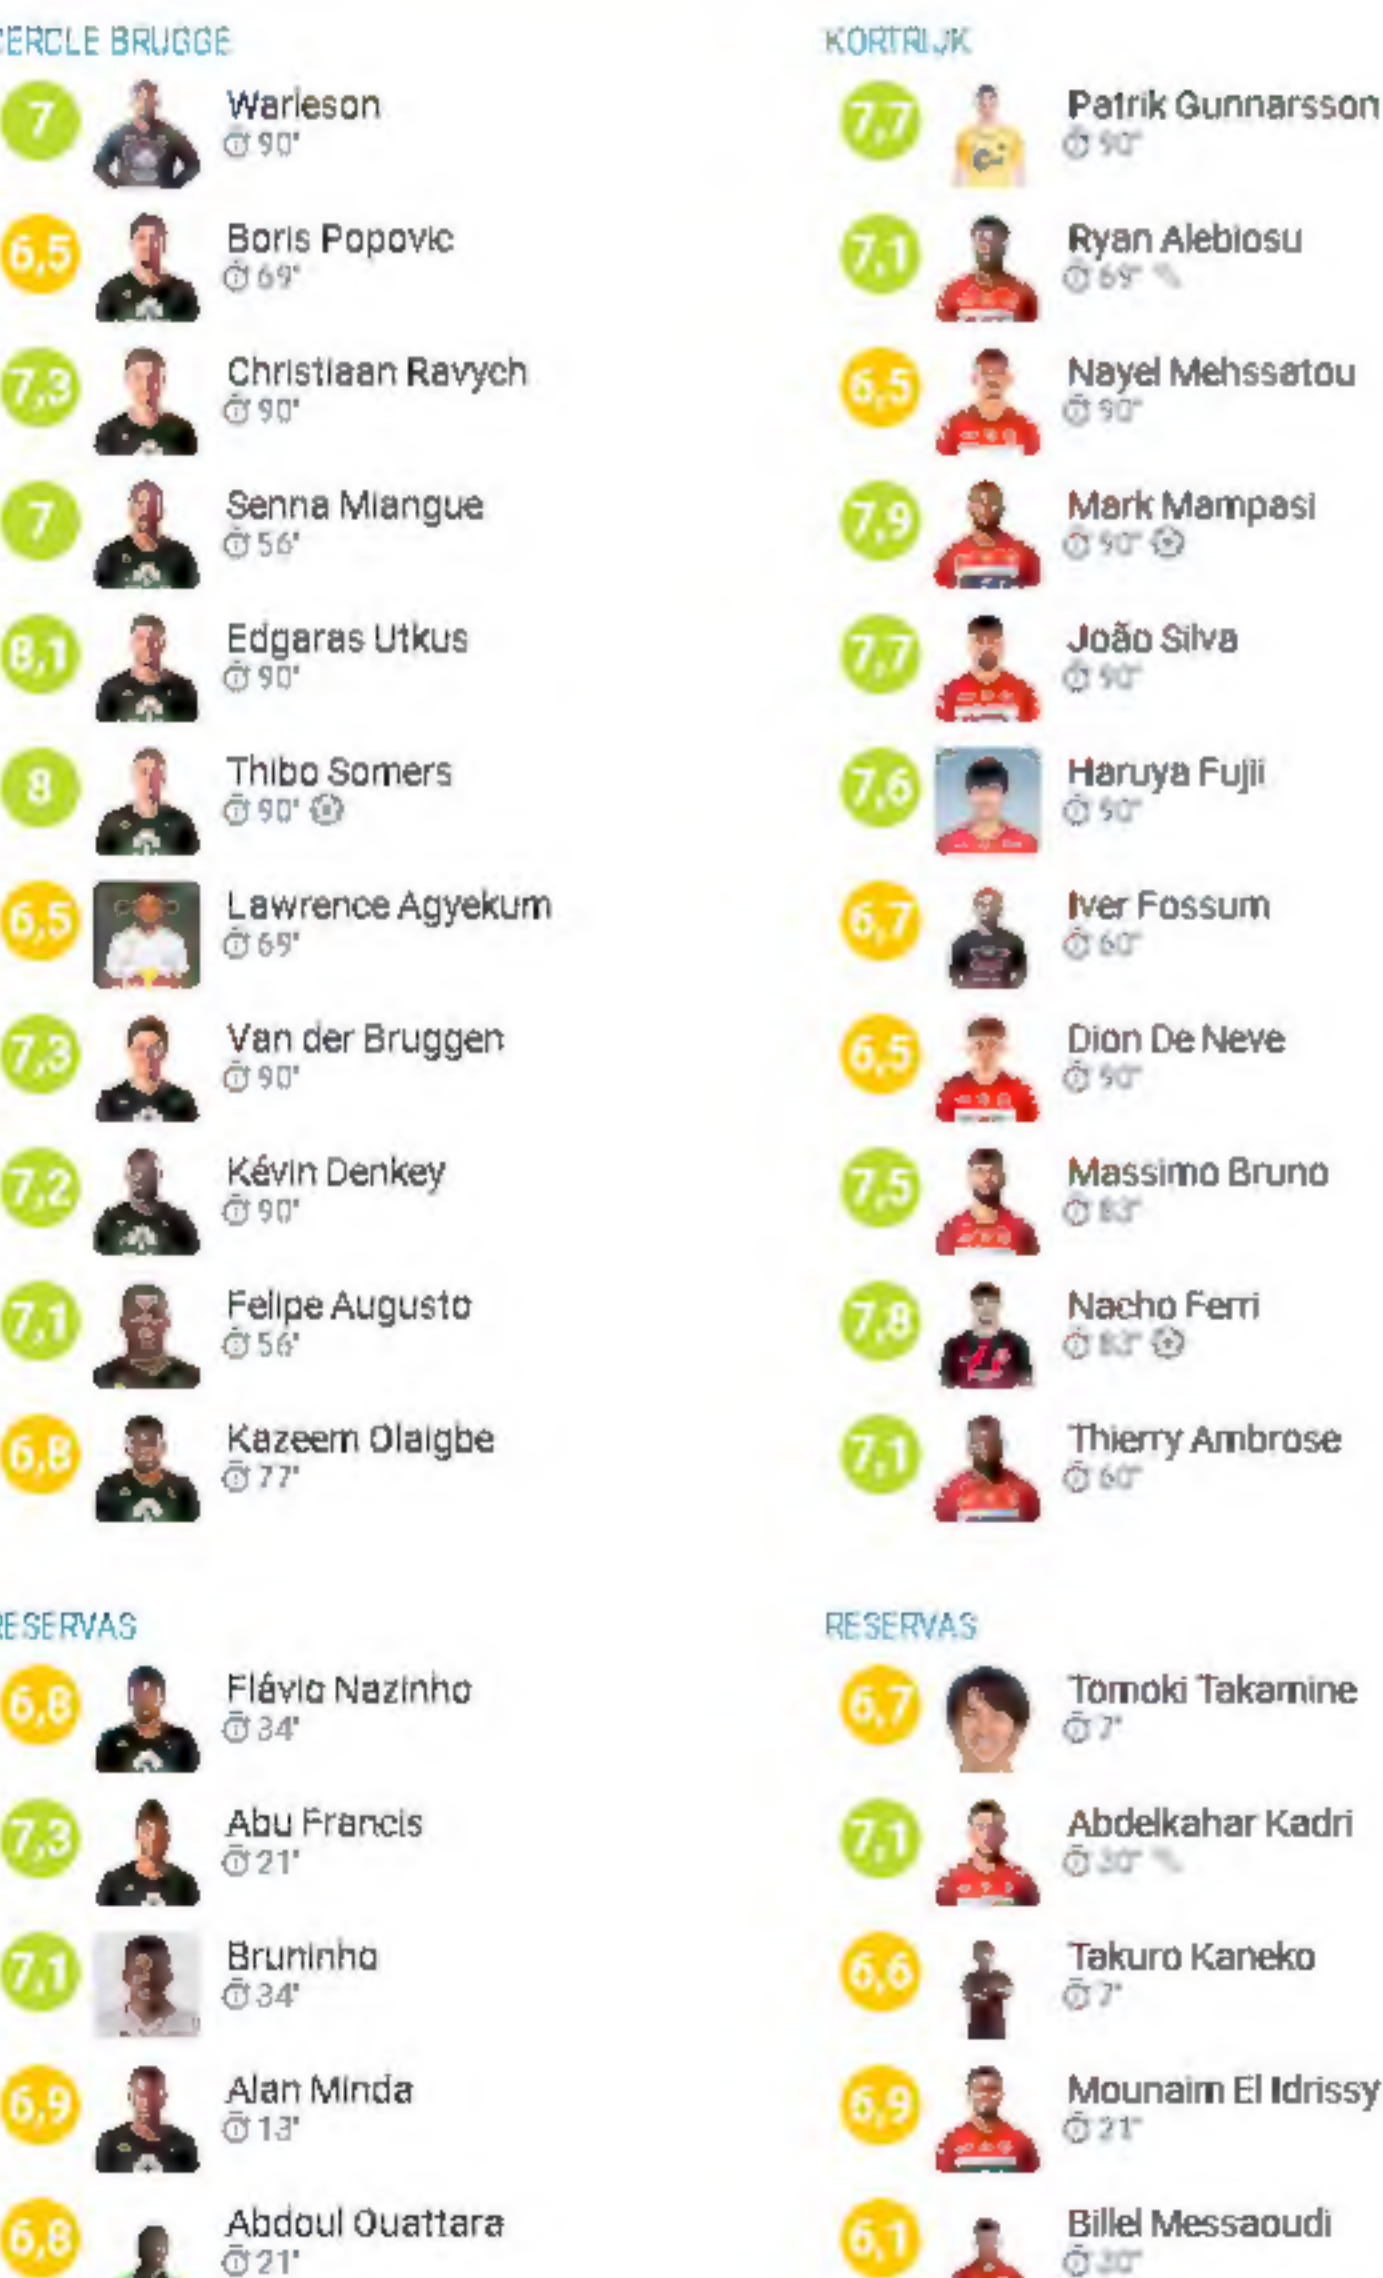 CERCLE BRUGGE
7
Warleson
90'
6,5
Boris Popovic
69'
7,3
Christiaan Ravych
90'
7
Senna Miangue
56'
8,1
Edgaras Utkus
90'
8
Thibo Somers
90'
6,5
Lawrence Agyekum
69'
7,3
Van der Bruggen
90'
7,2
Kévin Denkey
90'
7,1
Felipe Augusto
56'
6,8
Kazeem Olaigbe
77'
RESERVAS
6,8
Flávio Nazinho
34'
7,3
Abu Francis
21'
7,1
Bruninho
34'
6,9
Alan Minda
13'
6,8
Abdoul Ouattara
21'
KORTRIJK
7,7
Patrik Gunnarsson
90'
7,1
Ryan Alebiosu
69'
6,5
Nayel Mehssatou
90'
7,9
Mark Mampasi
90'
7,7
João Silva
90'
7,6
Haruya Fujii
90'
6,7
Iver Fossum
60'
6,5
Dion De Neve
90'
7,5
Massimo Bruno
83'
7,8
Nacho Ferri
83'
7,1
Thierry Ambrose
60'
RESERVAS
6,7
Tomoki Takamine
7'
7,1
Abdelkahar Kadri
30'
6,6
Takuro Kaneko
7'
6,9
Mounaim El Idrissy
21'
6,1
Billel Messaoudi
30'